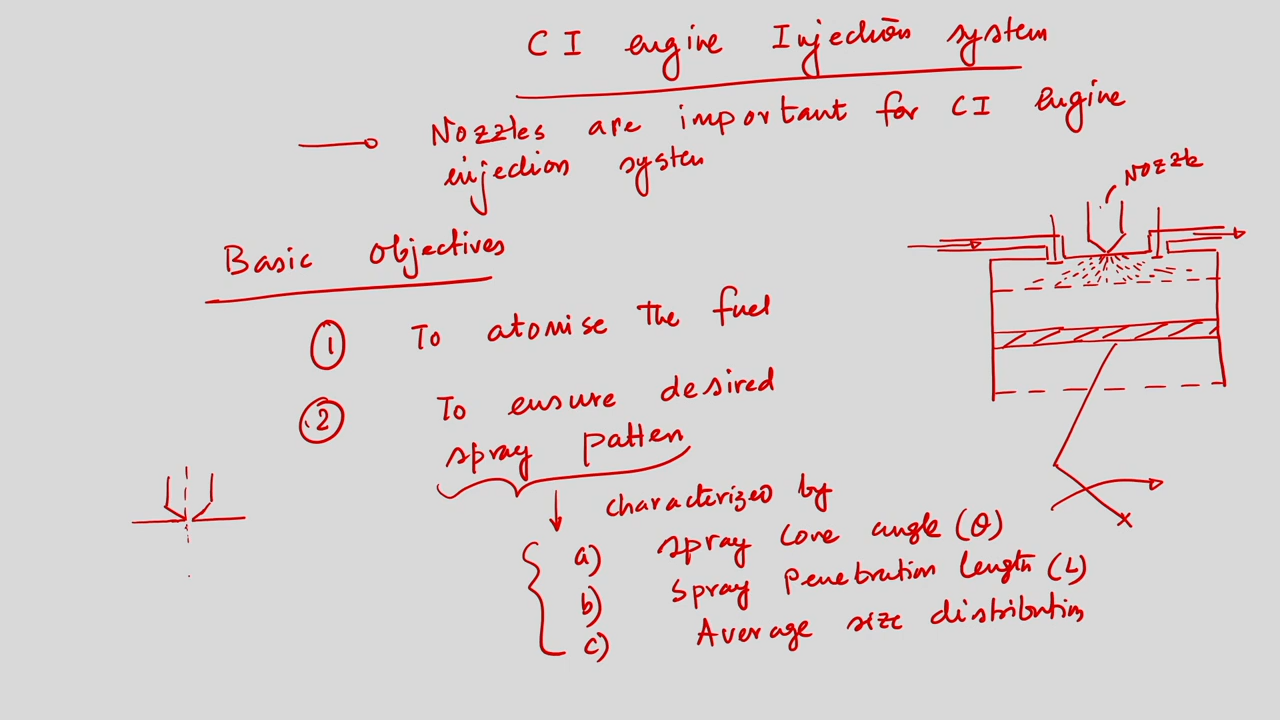 CI engine Injection system
Nozzles are important for CI engine
injection system
Nozzle
Basic Objectives
1 To atomise the fuel
2 To ensure desired
spray pattern
characterized by
a) spray cone angle (θ)
b) spray penetration length (L)
c) Average size distribution